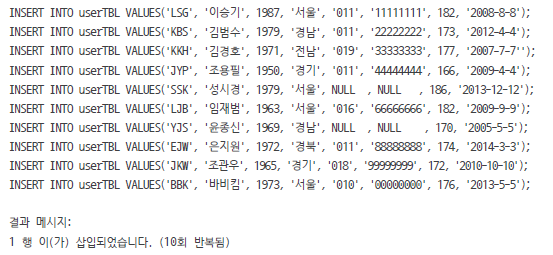 INSERT INTO userTBL VALUES('LSG', '이승기', 1987, '서울', '011', '11111111', 182, '2008-8-8');
INSERT INTO userTBL VALUES('KBS', '김범수', 1979, '경남', '011', '22222222', 173, '2012-4-4');
INSERT INTO userTBL VALUES('KKH', '김경호', 1971, '전남', '019', '33333333', 177, '2007-7-7'');
INSERT INTO userTBL VALUES('JYP', '조용필', 1950, '경기', '011', '44444444', 166, '2009-4-4');
INSERT INTO userTBL VALUES('SSK', '성시경', 1979, '서울', NULL  , NULL   , 186, '2013-12-12');
INSERT INTO userTBL VALUES('LJB', '임재범', 1963, '서울', '016', '66666666', 182, '2009-9-9');
INSERT INTO userTBL VALUES('YJS', '윤종신', 1969, '경남', NULL  , NULL    , 170, '2005-5-5');
INSERT INTO userTBL VALUES('EJW', '은지원', 1972, '경북', '011', '88888888', 174, '2014-3-3');
INSERT INTO userTBL VALUES('JKW', '조관우', 1965, '경기', '018', '99999999', 172, '2010-10-10');
INSERT INTO userTBL VALUES('BBK', '바비킴', 1973, '서울', '010', '00000000', 176, '2013-5-5');
결과 메시지:
1 행 이(가) 삽입되었습니다. (10회 반복됨)